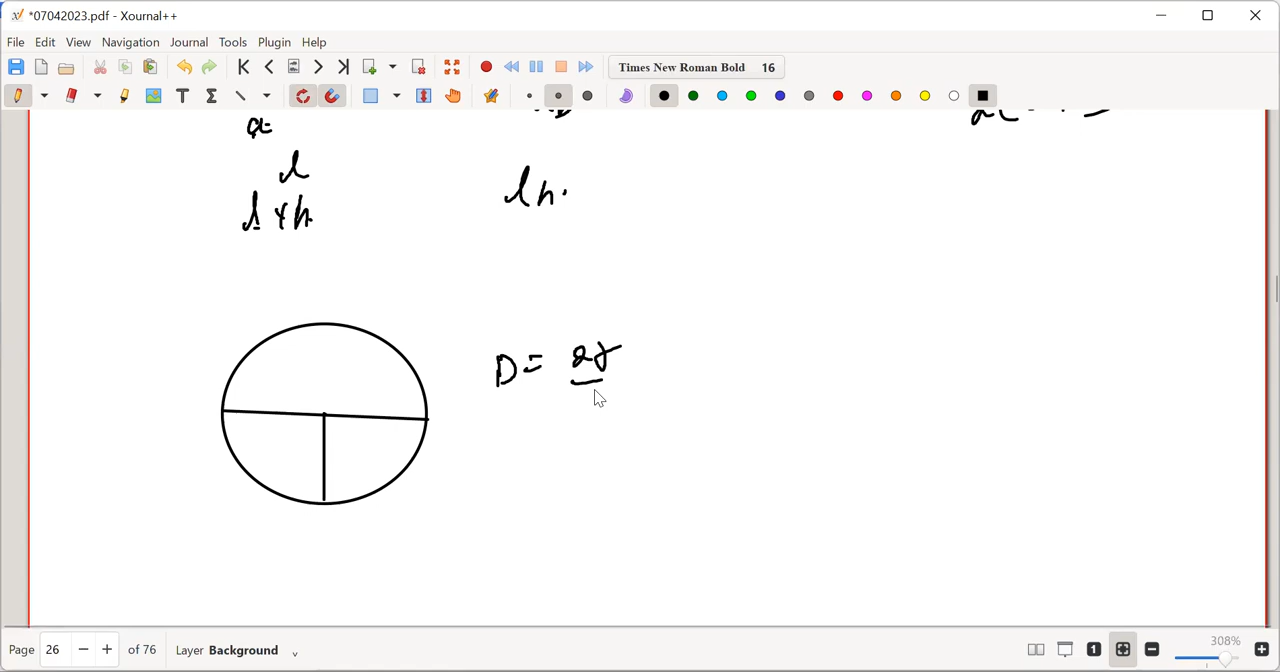 *07042023.pdf - Xournal++
File Edit View Navigation Journal Tools Plugin Help
Times New Roman Bold 16
a=
l
l × h
lh.
D = 2r
Page 26 of 76 Layer Background 308%